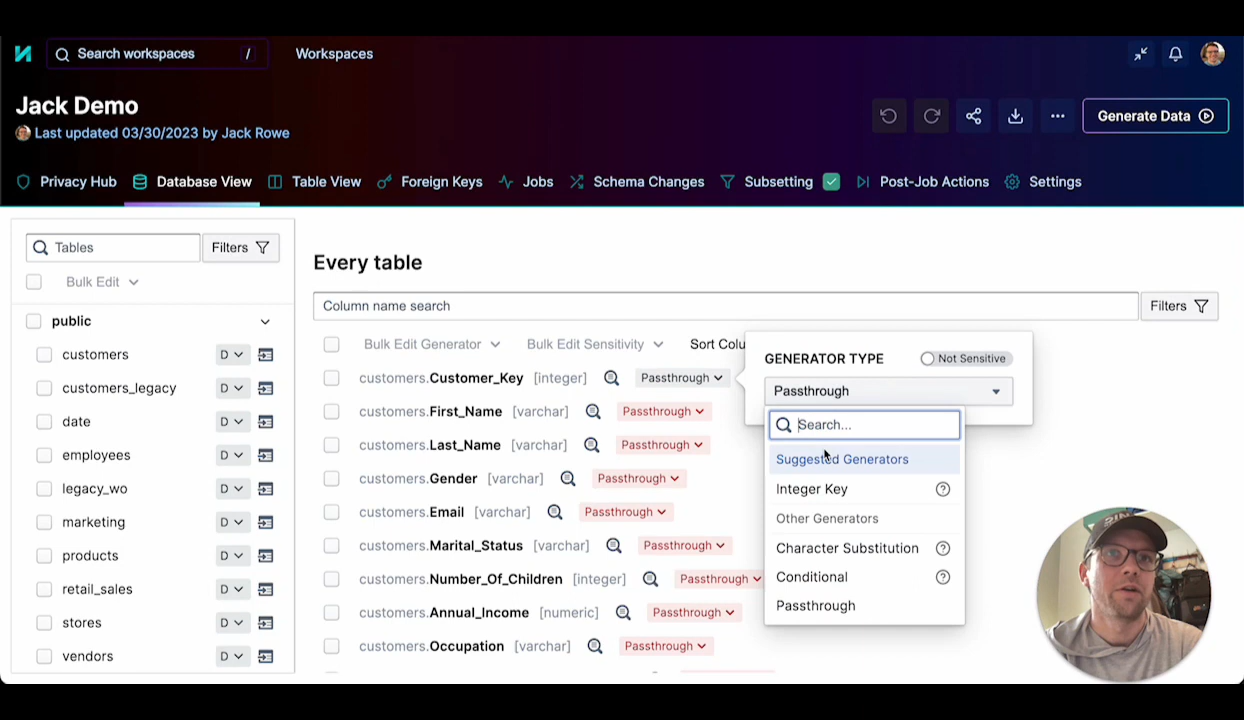 Search workspaces /
Workspaces
Jack Demo
Last updated 03/30/2023 by Jack Rowe
Generate Data
Privacy Hub
Database View
Table View
Foreign Keys
Jobs
Schema Changes
Subsetting
Post-Job Actions
Settings
Tables
Filters
Bulk Edit
public
customers D
customers_legacy D
date D
employees D
legacy_wo D
marketing D
products D
retail_sales D
stores D
vendors D
Every table
Column name search
Filters
Bulk Edit Generator
Bulk Edit Sensitivity
Sort Colu
customers.Customer_Key [integer] Passthrough
customers.First_Name [varchar] Passthrough
customers.Last_Name [varchar] Passthrough
customers.Gender [varchar] Passthrough
customers.Email [varchar] Passthrough
customers.Marital_Status [varchar] Passthrough
customers.Number_Of_Children [integer] Passthrough
customers.Annual_Income [numeric] Passthrough
customers.Occupation [varchar] Passthrough
GENERATOR TYPE
Not Sensitive
Passthrough
Search...
Suggested Generators
Integer Key
Other Generators
Character Substitution
Conditional
Passthrough